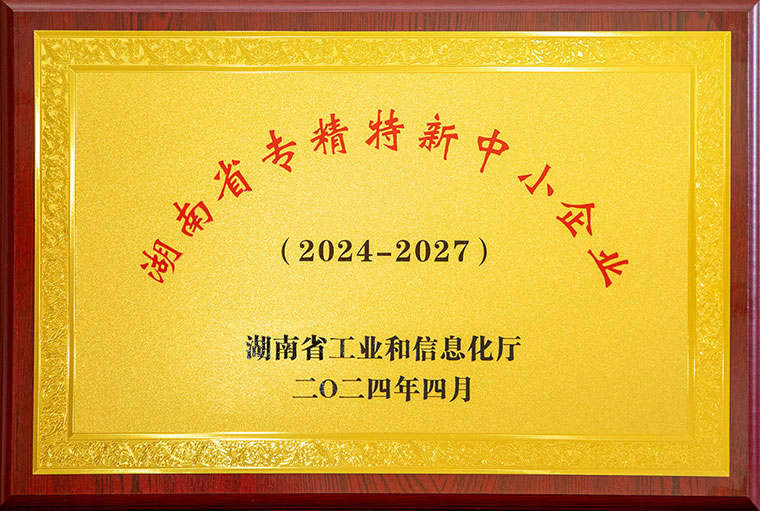 湖南省专精特新中小企业
（2024-2027）
湖南省工业和信息化厅
二〇二四年四月